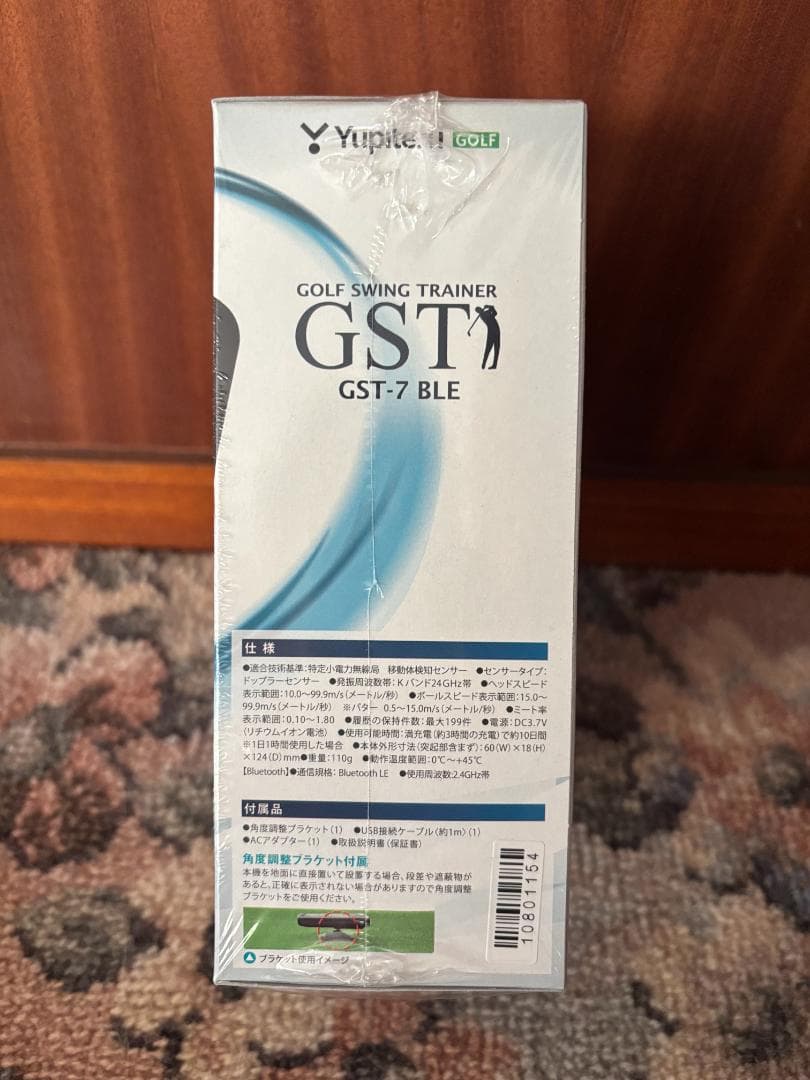 Yupiteru GOLF
GOLF SWING TRAINER
GST
GST-7 BLE
仕様
●適合技術基準：特定小電力無線局 移動体検知センサー ●センサータイプ：
ドップラーセンサー ●発振周波数帯：Kバンド24GHz帯 ●ヘッドスピード
表示範囲：10.0〜99.9m/s（メートル/秒） ●ボールスピード表示範囲：15.0〜
99.9m/s（メートル/秒） ※パター 0.5〜15.0m/s（メートル/秒） ●ミート率
表示範囲：0.10〜1.80 ●履歴の保持件数：最大199件 ●電源：DC3.7V
（リチウムイオン電池） ●使用可能時間：満充電（約3時間の充電）で約10日間
※1日1時間使用した場合 ●本体外形寸法（突起部含まず）：60（W）×18（H）
×124（D）mm●重量：110g ●動作温度範囲：0℃〜+45℃
【Bluetooth】●通信規格：Bluetooth LE ●使用周波数：2.4GHz帯
付属品
●角度調整ブラケット（1） ●USB接続ケーブル（約1m）（1）
●ACアダプター（1） ●取扱説明書（保証書）
角度調整ブラケット付属
本機を地面に直接置いて設置する場合、段差や遮蔽物が
あると、正確に表示されない場合がありますので角度調整
ブラケットをご使用ください。
ブラケット使用イメージ
10801154